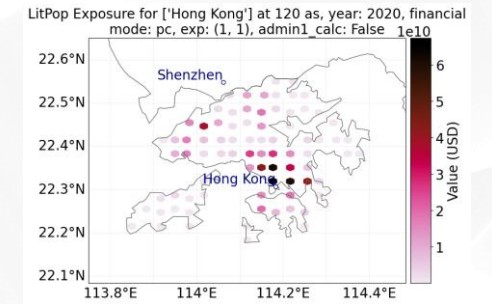 LitPop Exposure for ['Hong Kong'] at 120 as, year: 2020, financial
mode: pc, exp: (1, 1), admin1_calc: False
1e10
22.6°N
22.5°N
22.4°N
22.3°N
22.2°N
22.1°N
Shenzhen
Hong Kong
113.8°E
114°E
114.2°E
114.4°E
6
5
4
3
2
1
Value (USD)